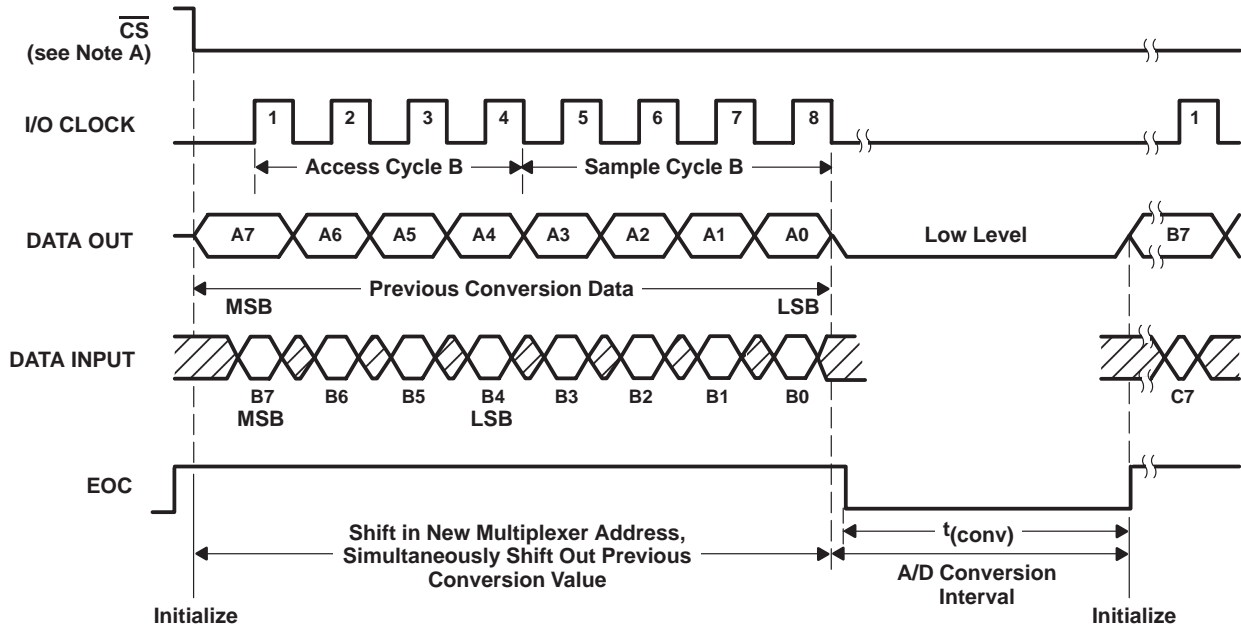 CS
(see Note A)
I/O CLOCK
1 2 3 4 5 6 7 8 1
Access Cycle B Sample Cycle B
DATA OUT
A7 A6 A5 A4 A3 A2 A1 A0 Low Level B7
Previous Conversion Data
MSB LSB
DATA INPUT
B7 B6 B5 B4 B3 B2 B1 B0 C7
MSB LSB
EOC
Shift in New Multiplexer Address,
Simultaneously Shift Out Previous
Conversion Value
t(conv)
A/D Conversion
Interval
Initialize Initialize